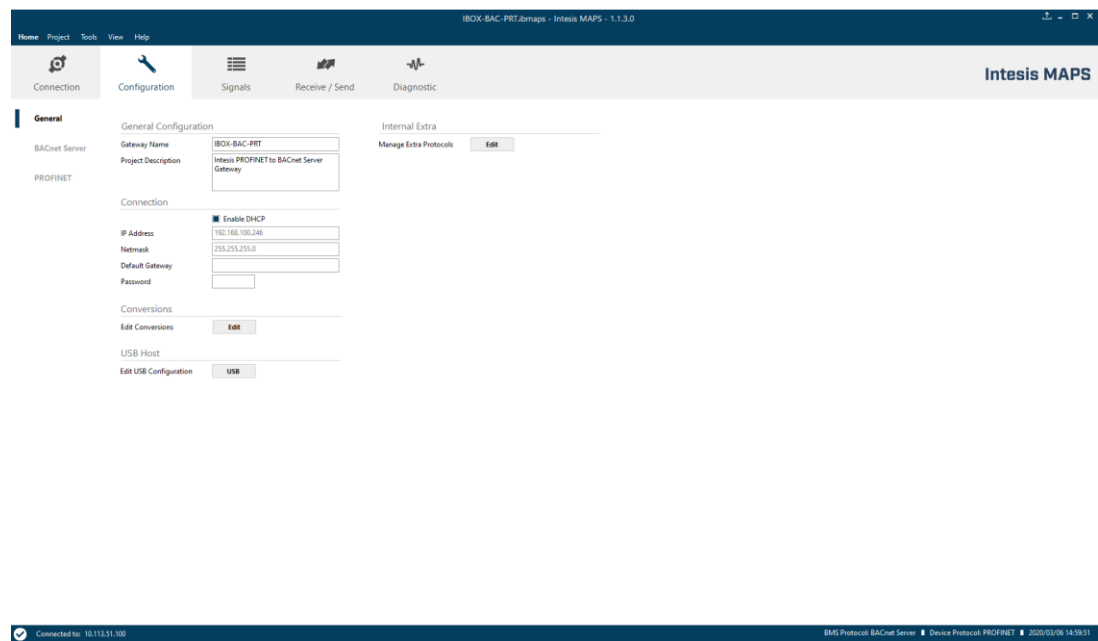 IBOX-BAC-PRT.ibmaps - Intesis MAPS - 1.1.3.0
Home Project Tools View Help
Connection Configuration Signals Receive / Send Diagnostic
Intesis MAPS
General
BACnet Server
PROFINET
General Configuration
Gateway Name IBOX-BAC-PRT
Project Description Intesis PROFINET to BACnet Server
Gateway
Connection
Enable DHCP
IP Address 192.168.100.246
Netmask 255.255.255.0
Default Gateway
Password
Conversions
Edit Conversions Edit
USB Host
Edit USB Configuration USB
Internal Extra
Manage Extra Protocols Edit
Connected to: 10.113.51.100
BMS Protocol: BACnet Server Device Protocol: PROFINET 2020/03/06 14:59:51